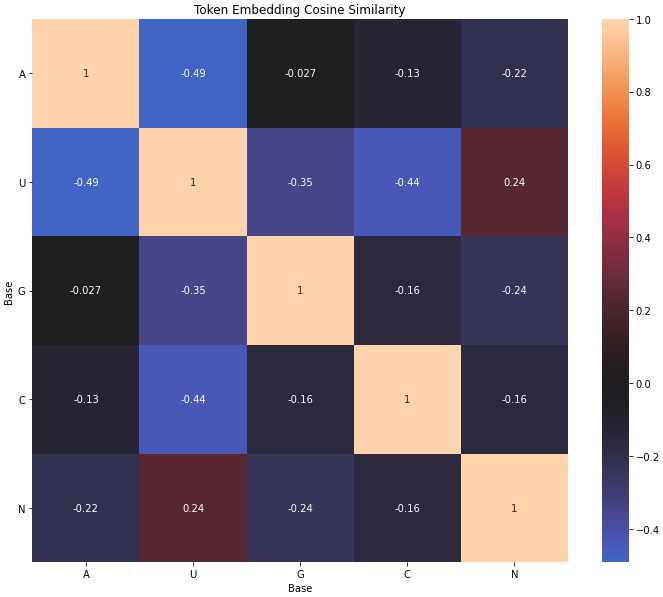 Token Embedding Cosine Similarity
A 1 -0.49 -0.027 -0.13 -0.22
U -0.49 1 -0.35 -0.44 0.24
G -0.027 -0.35 1 -0.16 -0.24
C -0.13 -0.44 -0.16 1 -0.16
N -0.22 0.24 -0.24 -0.16 1
Base
A U G C N
Base
1.0
0.8
0.6
0.4
0.2
0.0
−0.2
−0.4